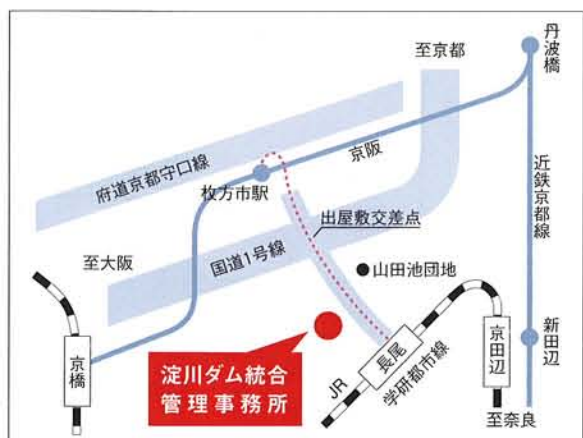 丹波橋
至京都
京阪
府道京都守口線
枚方市駅
近鉄京都線
出屋敷交差点
国道1号線
至大阪
山田池団地
京橋
淀川ダム統合
管理事務所
長尾
JR
学研都市線
京田辺
新田辺
至奈良